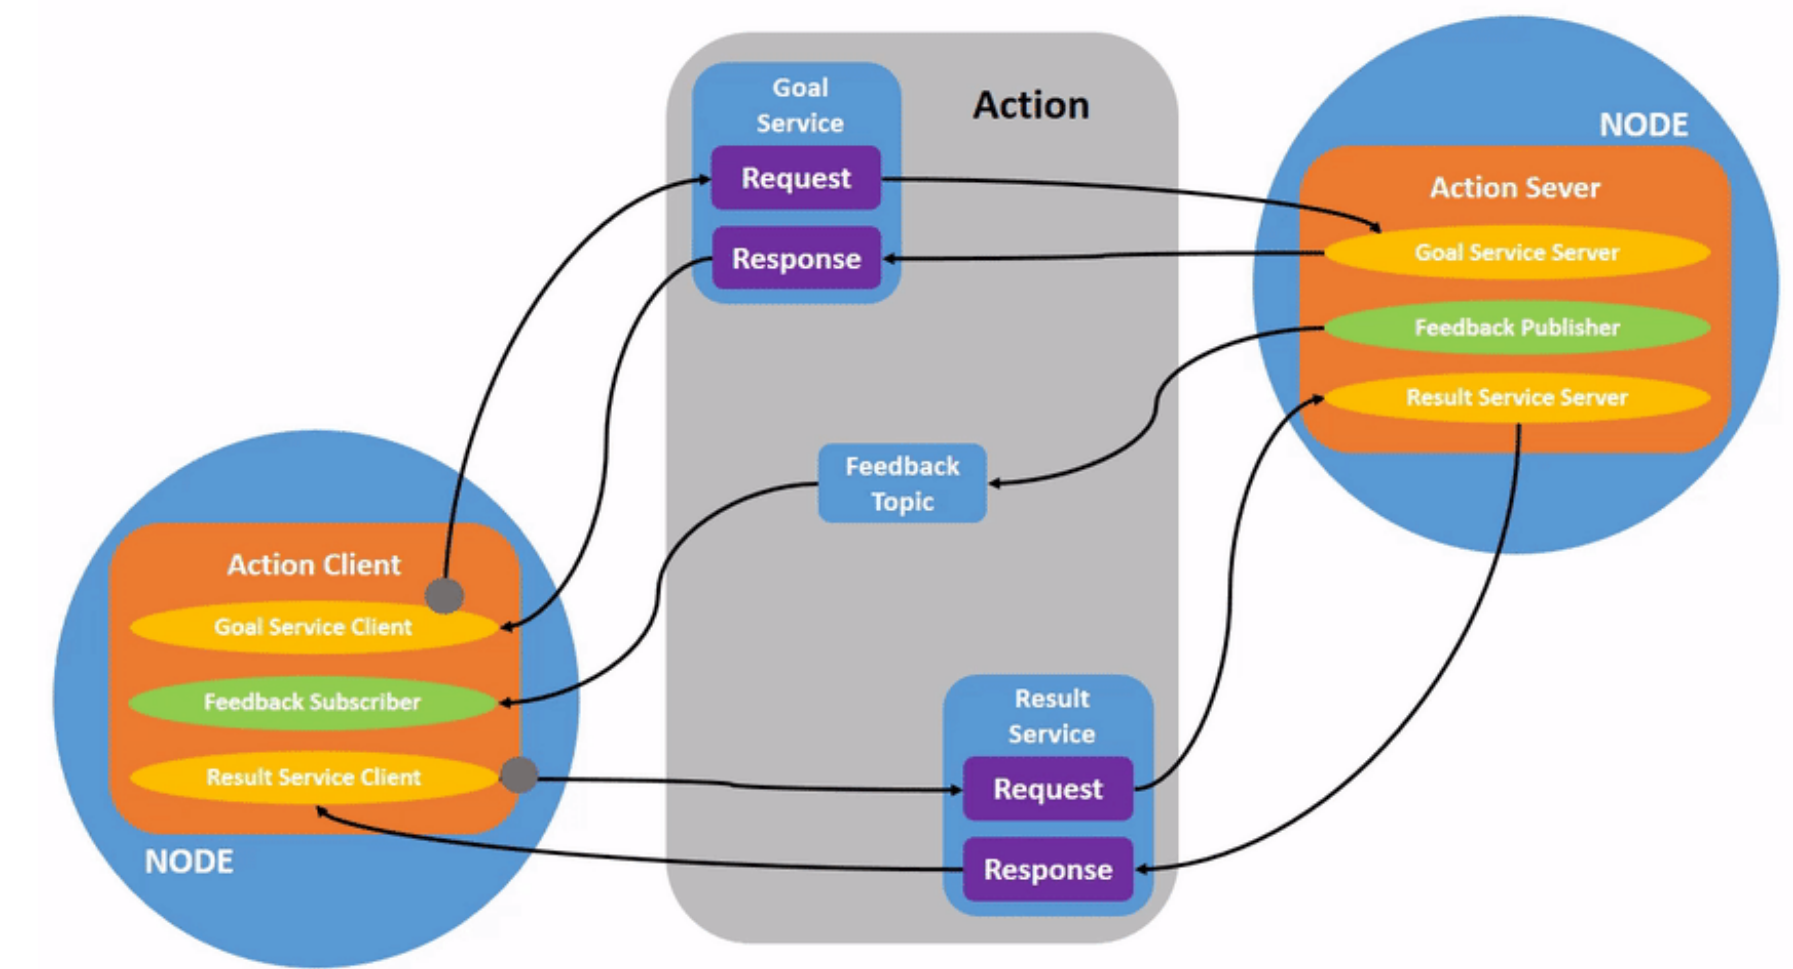 Goal
Service
Request
Response
Action
NODE
Action Sever
Goal Service Server
Feedback Publisher
Result Service Server
Feedback
Topic
Action Client
Goal Service Client
Feedback Subscriber
Result Service Client
NODE
Result
Service
Request
Response